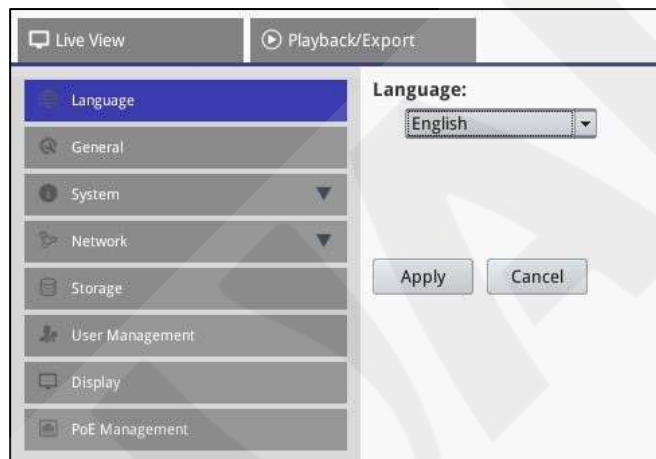 Live View
Playback/Export
Language
General
System
Network
Storage
User Management
Display
PoE Management
Language:
English
Apply
Cancel